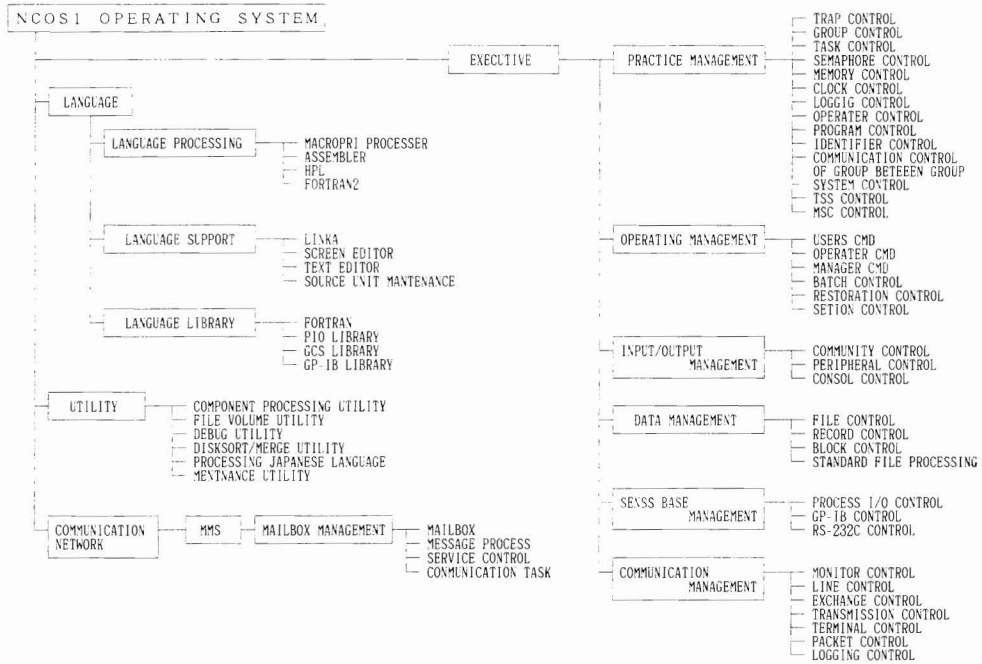 NCOS1 OPERATING SYSTEM
EXECUTIVE
PRACTICE MANAGEMENT
TRAP CONTROL
GROUP CONTROL
TASK CONTROL
SEMAPHORE CONTROL
MEMORY CONTROL
CLOCK CONTROL
LOGGIG CONTROL
OPERATER CONTROL
PROGRAM CONTROL
IDENTIFIER CONTROL
COMMUNICATION CONTROL
OF GROUP BETEEEN GROUP
SYSTEM CONTROL
TSS CONTROL
MSC CONTROL
OPERATING MANAGEMENT
USERS CMD
OPERATER CMD
MANAGER CMD
BATCH CONTROL
RESTORATION CONTROL
SETION CONTROL
INPUT/OUTPUT
MANAGEMENT
COMMUNITY CONTROL
PERIPHERAL CONTROL
CONSOL CONTROL
DATA MANAGEMENT
FILE CONTROL
RECORD CONTROL
BLOCK CONTROL
STANDARD FILE PROCESSING
SENSS BASE
MANAGEMENT
PROCESS I/O CONTROL
GP-IB CONTROL
RS-232C CONTROL
COMMUNICATION
MANAGEMENT
MONITOR CONTROL
LINE CONTROL
EXCHANGE CONTROL
TRANSMISSION CONTROL
TERMINAL CONTROL
PACKET CONTROL
LOGGING CONTROL
LANGUAGE
LANGUAGE PROCESSING
MACROPRI PROCESSER
ASSEMBLER
HPL
FORTRAN2
LANGUAGE SUPPORT
LINKA
SCREEN EDITOR
TEXT EDITOR
SOURCE UNIT MANTENANCE
LANGUAGE LIBRARY
FORTRAN
PIO LIBRARY
GCS LIBRARY
GP-IB LIBRARY
UTILITY
COMPONENT PROCESSING UTILITY
FILE VOLUME UTILITY
DEBUG UTILITY
DISKSORT/MERGE UTILITY
PROCESSING JAPANESE LANGUAGE
MENTNANCE UTILITY
COMMUNICATION
NETWORK
MMS
MAILBOX MANAGEMENT
MAILBOX
MESSAGE PROCESS
SERVICE CONTROL
CONMUNICATION TASK